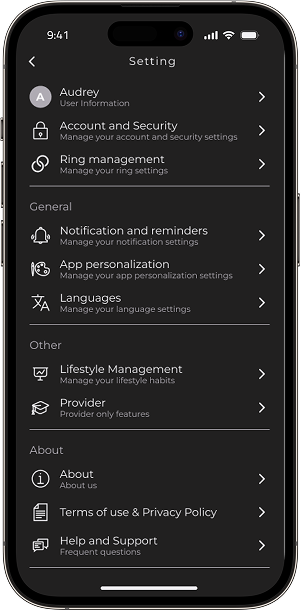 9:41
Setting
A
Audrey
User Information
Account and Security
Manage your account and security settings
Ring management
Manage your ring settings
General
Notification and reminders
Manage your notification settings
App personalization
Manage your app personalization settings
Languages
Manage your language settings
Other
Lifestyle Management
Manage your lifestyle habits
Provider
Provider only features
About
About
About us
Terms of use & Privacy Policy
Help and Support
Frequent questions